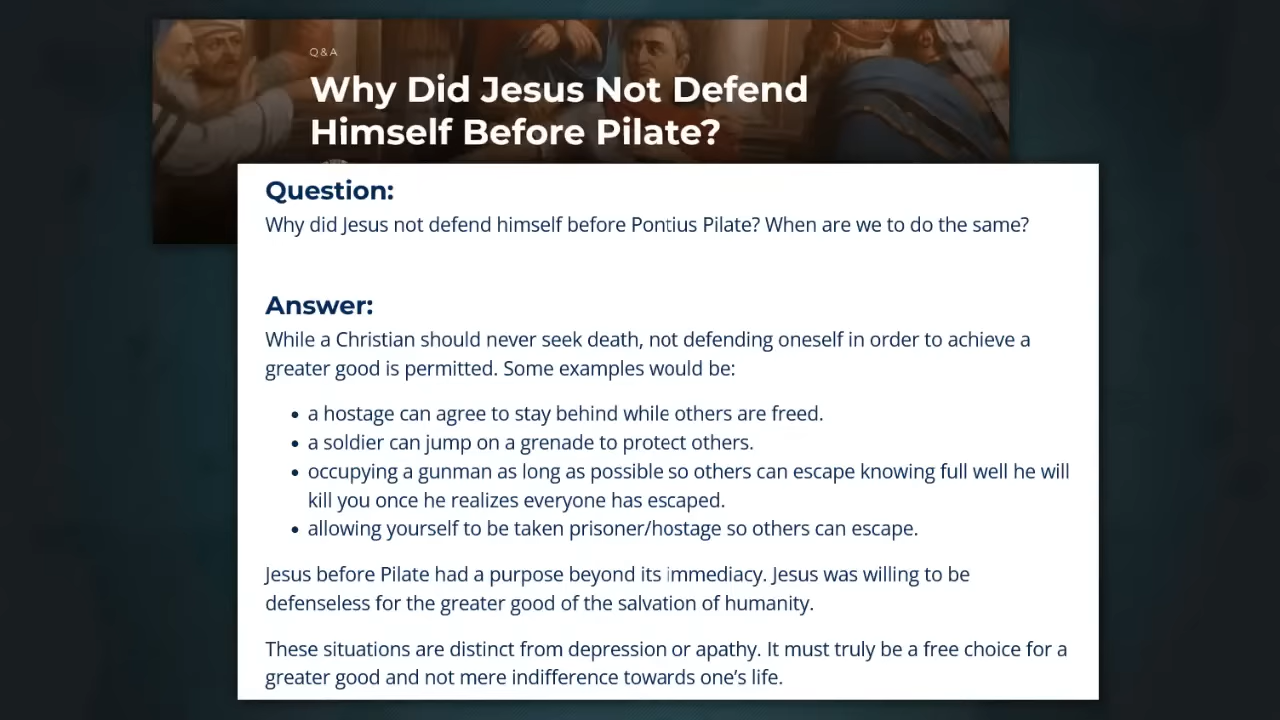 Q&A
Why Did Jesus Not Defend
Himself Before Pilate?
Question:
Why did Jesus not defend himself before Pontius Pilate? When are we to do the same?
Answer:
While a Christian should never seek death, not defending oneself in order to achieve a
greater good is permitted. Some examples would be:
• a hostage can agree to stay behind while others are freed.
• a soldier can jump on a grenade to protect others.
• occupying a gunman as long as possible so others can escape knowing full well he will
kill you once he realizes everyone has escaped.
• allowing yourself to be taken prisoner/hostage so others can escape.
Jesus before Pilate had a purpose beyond its immediacy. Jesus was willing to be
defenseless for the greater good of the salvation of humanity.
These situations are distinct from depression or apathy. It must truly be a free choice for a
greater good and not mere indifference towards one’s life.